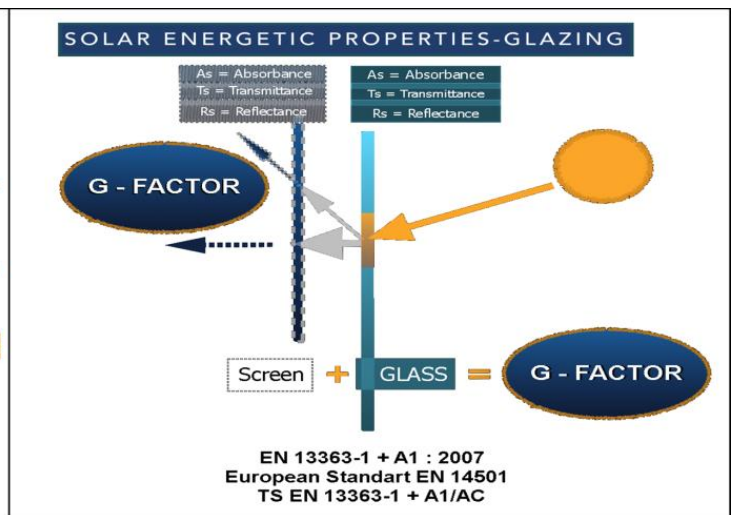 SOLAR ENERGETIC PROPERTIES-GLAZING
As = Absorbance
Ts = Transmittance
Rs = Reflectance
As = Absorbance
Ts = Transmittance
Rs = Reflectance
G - FACTOR
Screen + GLASS = G - FACTOR
EN 13363-1 + A1 : 2007
European Standart EN 14501
TS EN 13363-1 + A1/AC